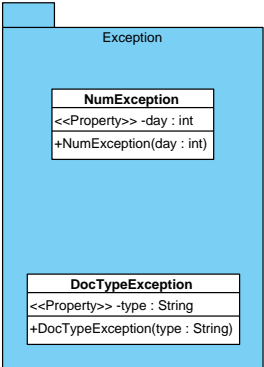 Exception
NumException
<<Property>> -day : int
+NumException(day : int)
DocTypeException
<<Property>> -type : String
+DocTypeException(type : String)